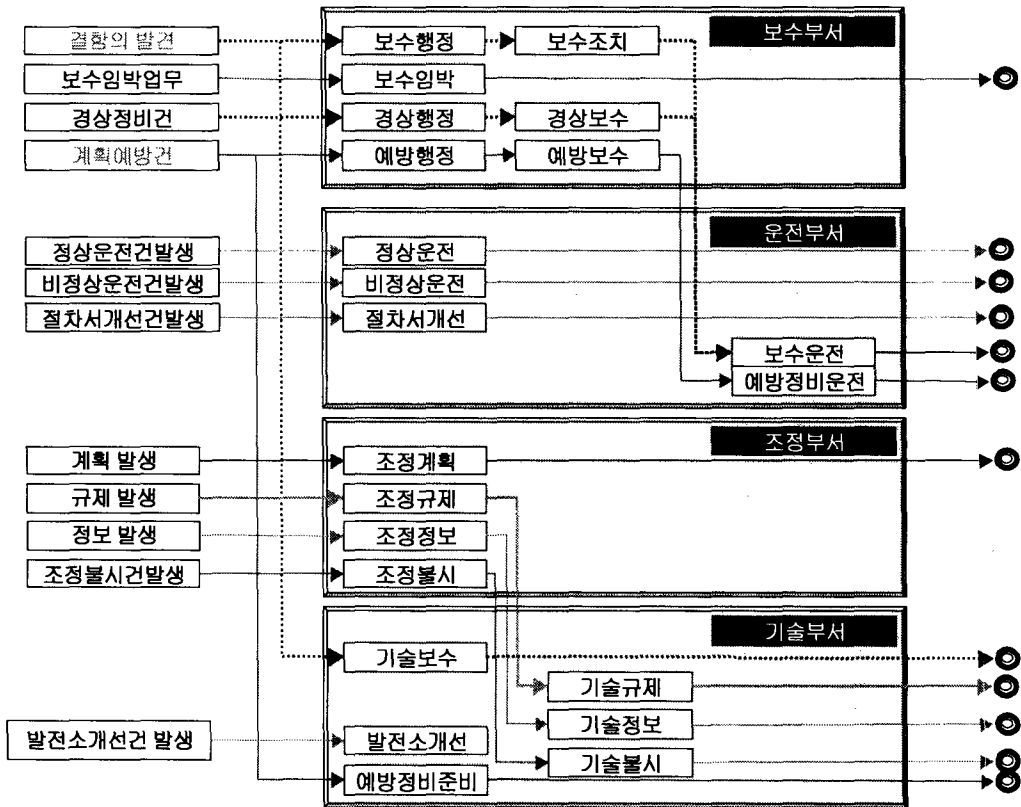 보수부서
결함의 발견
보수행정
보수조치
보수임박업무
보수임박
경상정비건
경상행정
경상보수
계획예방건
예방행정
예방보수
운전부서
정상운전건발생
정상운전
비정상운전건발생
비정상운전
절차서개선건발생
절차서개선
보수운전
예방정비운전
조정부서
계획 발생
조정계획
규제 발생
조정규제
정보 발생
조정정보
조정불시건발생
조정불시
기술부서
기술보수
기술규제
기술정보
발전소개선건 발생
발전소개선
기술불시
예방정비준비